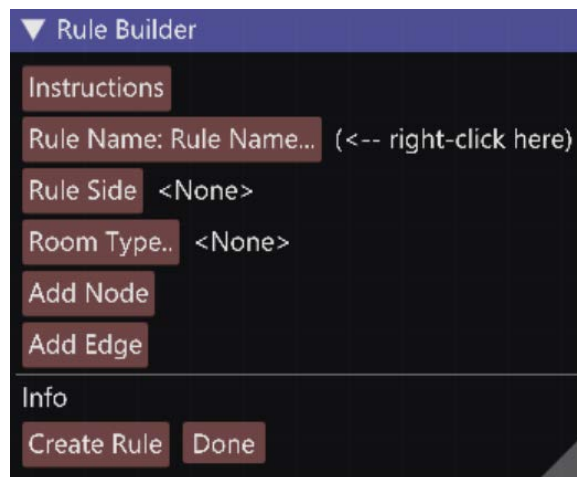 Rule Builder
Instructions
Rule Name: Rule Name... (<-- right-click here)
Rule Side <None>
Room Type.. <None>
Add Node
Add Edge
Info
Create Rule Done